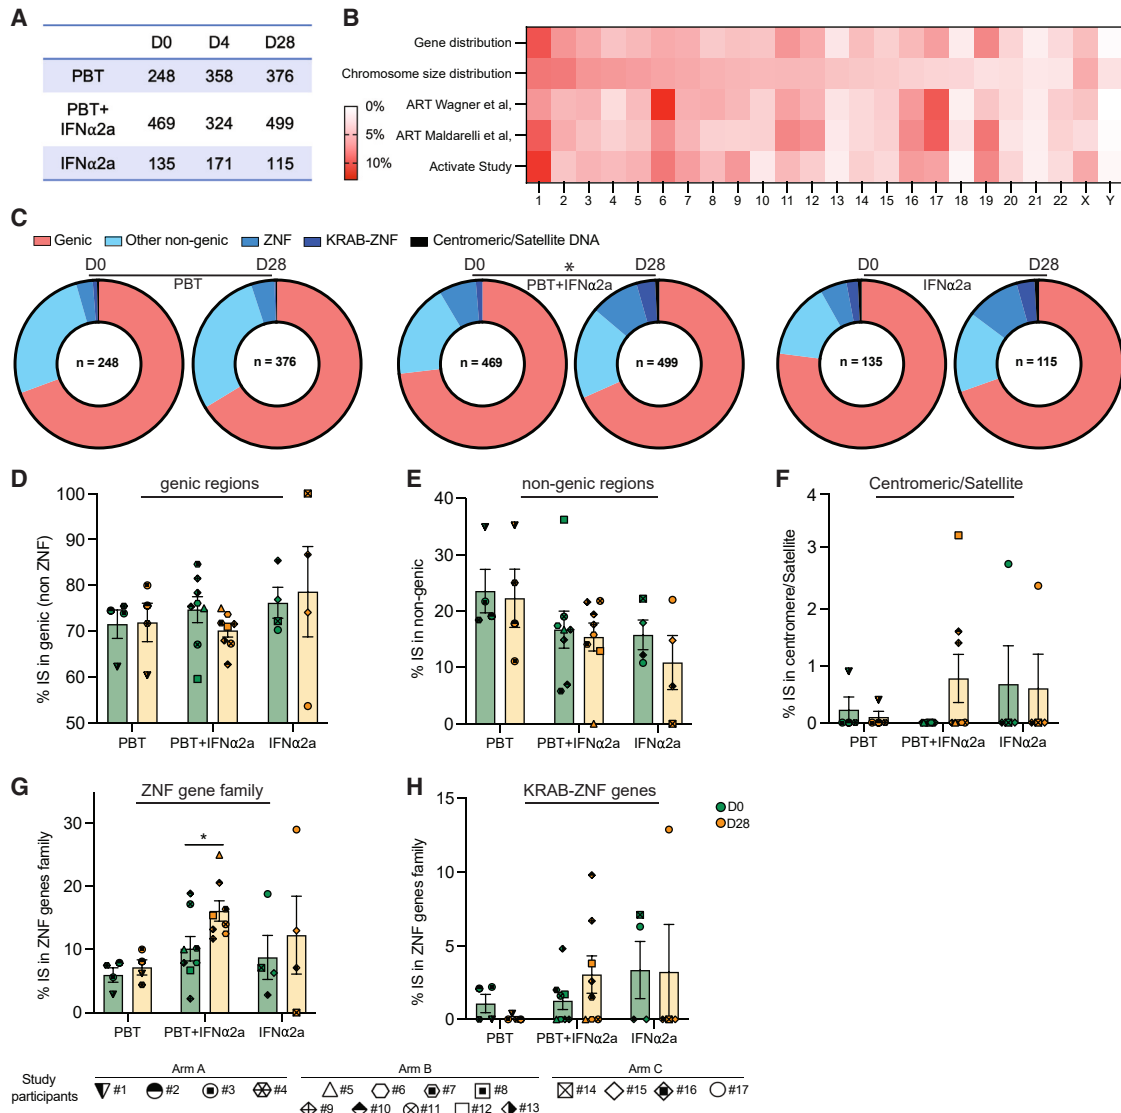 A
D0 D4 D28
PBT 248 358 376
PBT+
IFNα2a 469 324 499
IFNα2a 135 171 115
B
Gene distribution
Chromosome size distribution
ART Wagner et al,
ART Maldarelli et al,
Activate Study
0%
5%
10%
1 2 3 4 5 6 7 8 9 10 11 12 13 14 15 16 17 18 19 20 21 22 X Y
C
Genic Other non-genic ZNF KRAB-ZNF Centromeric/Satellite DNA
D0 D28 D0 * D28 D0 D28
PBT PBT+IFNα2a IFNα2a
n = 248 n = 376 n = 469 n = 499 n = 135 n = 115
D
genic regions
% IS in genic (non ZNF)
100
90
80
70
60
50
PBT PBT+IFNα2a IFNα2a
E
non-genic regions
% IS in non-genic
40
30
20
10
0
PBT PBT+IFNα2a IFNα2a
F
Centromeric/Satellite
% IS in centromere/Satellite
4
3
2
1
0
PBT PBT+IFNα2a IFNα2a
G
ZNF gene family
% IS in ZNF genes family
30
20
10
0
*
PBT PBT+IFNα2a IFNα2a
H
KRAB-ZNF genes
% IS in ZNF genes family
15
10
5
0
PBT PBT+IFNα2a IFNα2a
D0
D28
Study
participants
Arm A Arm B Arm C
#1 #2 #3 #4 #5 #6 #7 #8 #14 #15 #16 #17
#9 #10 #11 #12 #13